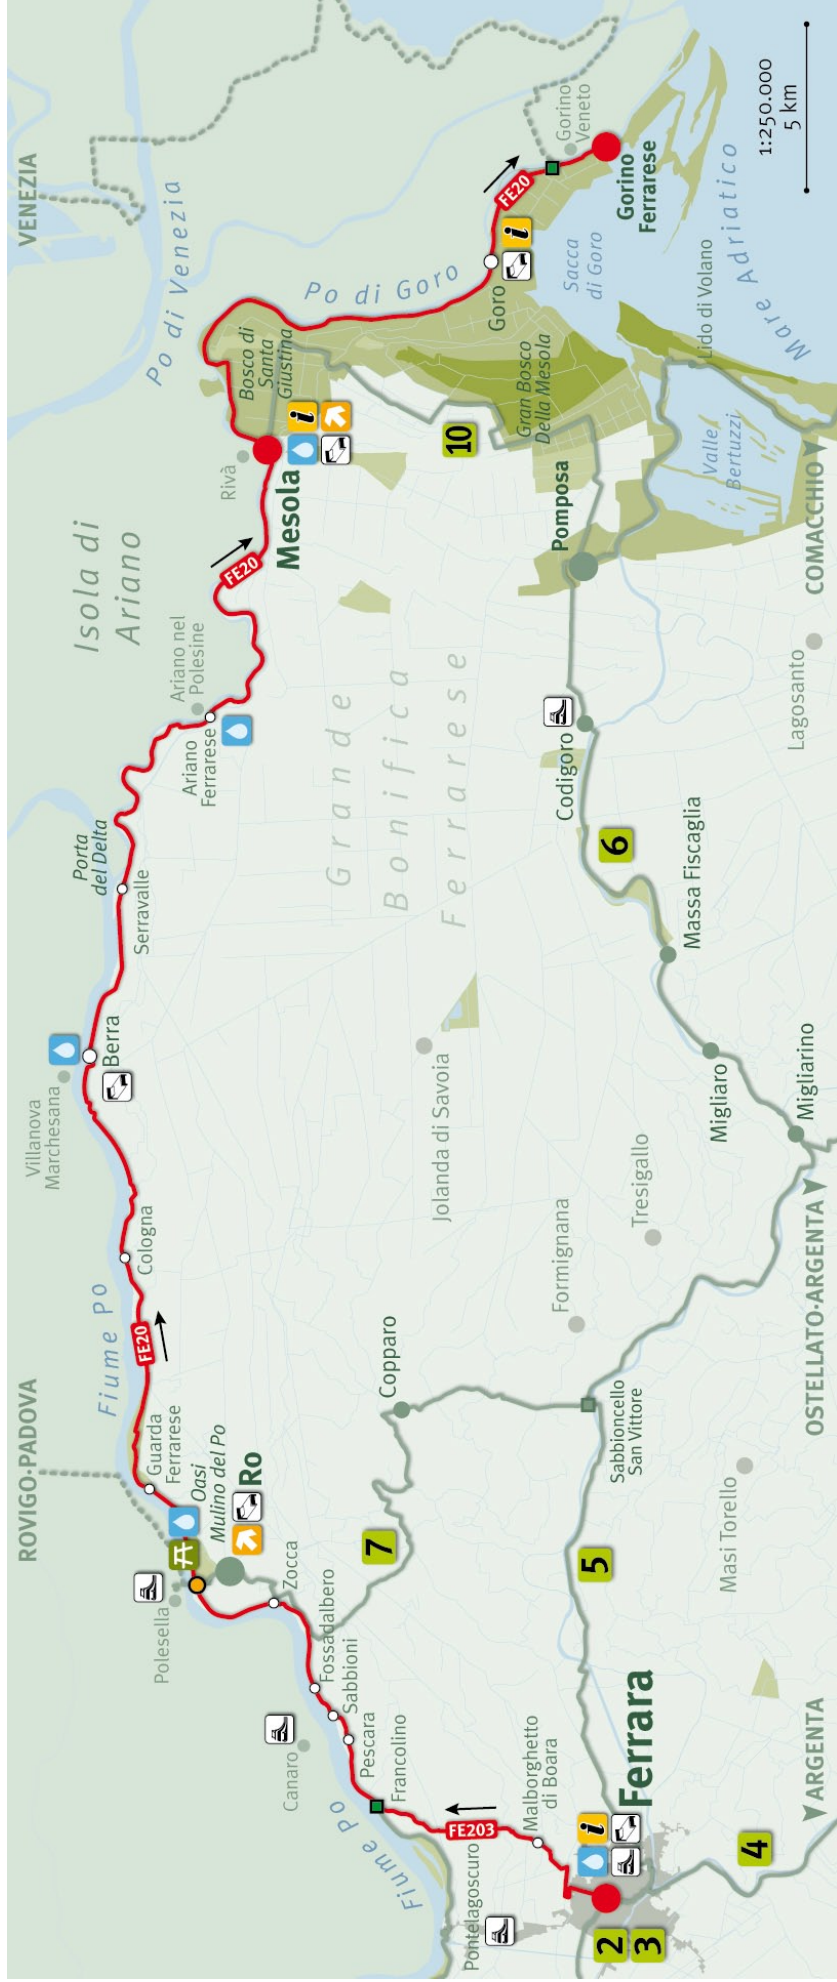 ROVIGO-PADOVA
VENEZIA
Po di Venezia
Isola di
Ariano
Fiume Po
Villanova
Marchesana
Berra
Porta
del Delta
Serravalle
Cologna
FE20
Guarda
Ferrarese
Oasi
Mulino del Po
Ro
Polesella
Zocca
Fossadalbero
Sabbioni
Pescara
Francolino
Canaro
Fiume Po
FE203
Malborghetto
di Boara
Pontelagoscuro
Ferrara
i
2
3
4
5
7
Copparo
Sabbioncello
San Vittore
Formignana
Tresigallo
Jolanda di Savoia
Masi Torello
ARGENTA
OSTELLATO-ARGENTA
Ariano nel
Polesine
Ariano
Ferrarese
FE20
Rivà
Mesola
i
Bosco di
Santa
Giustina
Po di Goro
Grande
Bonifica
Ferrarese
10
Goro
i
FE20
Gorino
Veneto
Gorino
Ferrarese
Sacca
di Goro
Gran Bosco
Della Mesola
Pomposa
Codigoro
6
Massa Fiscaglia
Migliaro
Migliarino
Lagosanto
COMACCHIO
Valle
Bertuzzi
Lido di Volano
Mare Adriatico
1:250.000
5 km